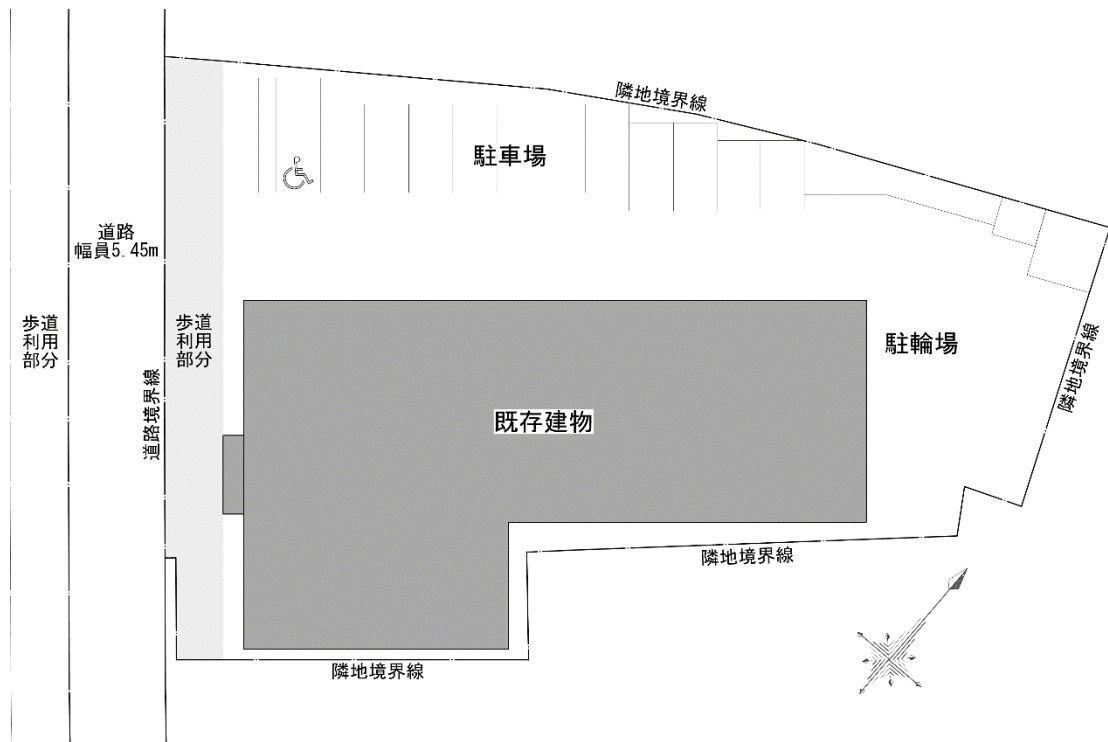 隣地境界線
駐車場
道路
幅員5.45m
歩道
利用
部分
歩道
利用
部分
道路境界線
駐輪場
隣地境界線
既存建物
隣地境界線
隣地境界線